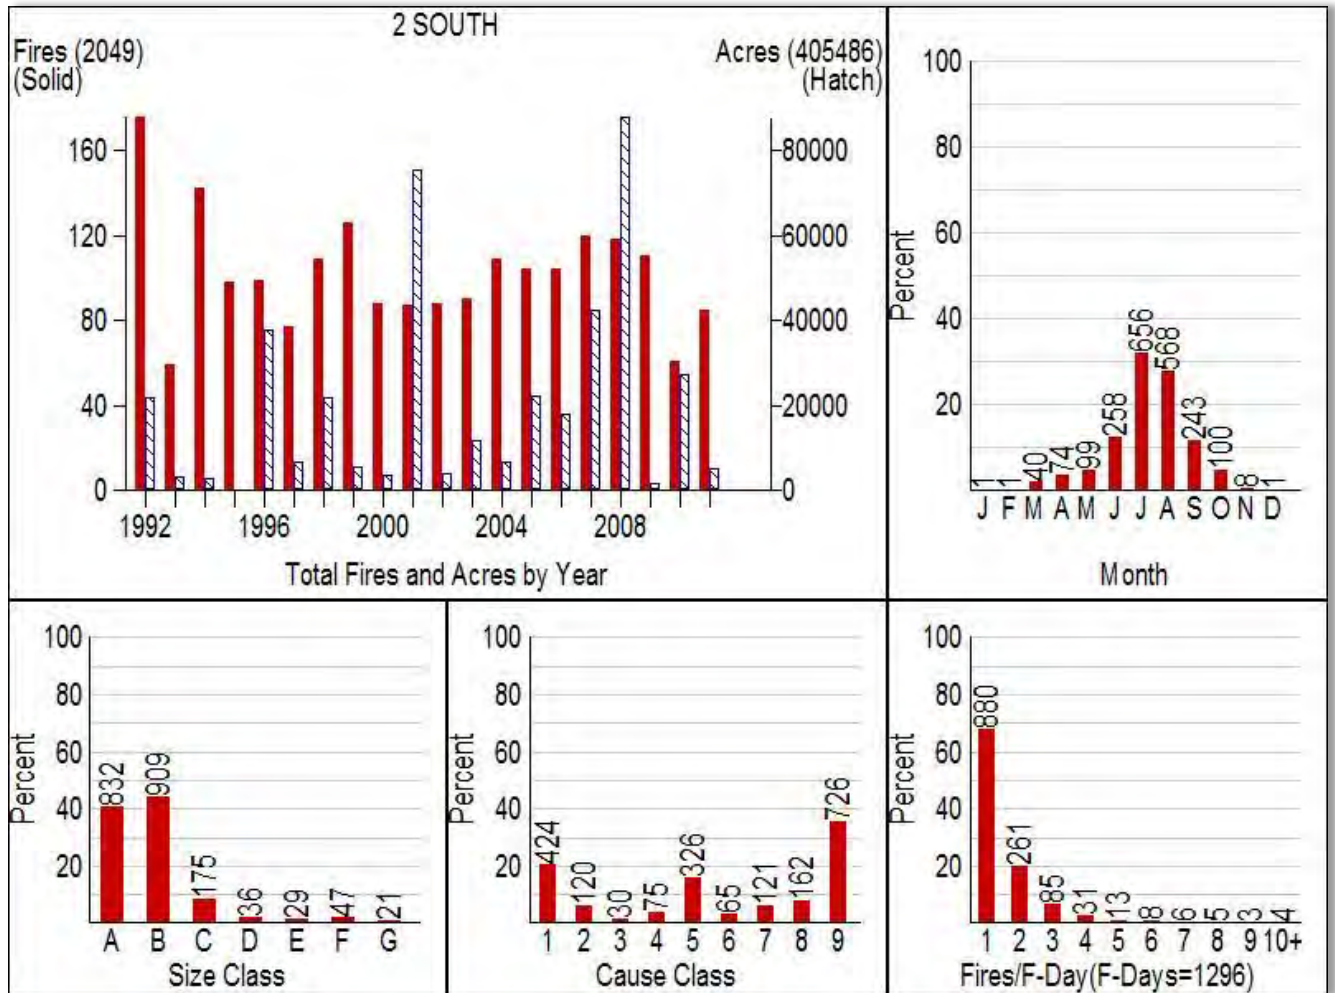 2 SOUTH
Fires (2049)
(Solid)
Acres (405486)
(Hatch)
160
120
80
40
0
80000
60000
40000
20000
0
1992 1996 2000 2004 2008
Total Fires and Acres by Year
100
80
60
40
20
Percent
1 1 40 74 99 258 656 568 243 100 8 1
J F M A M J J A S O N D
Month
100
80
60
40
20
Percent
832 909 175 36 29 47 21
A B C D E F G
Size Class
100
80
60
40
20
Percent
424 120 30 75 326 65 121 162 726
1 2 3 4 5 6 7 8 9
Cause Class
100
80
60
40
20
Percent
880 261 85 31 13 8 6 5 3 4
1 2 3 4 5 6 7 8 9 10+
Fires/F-Day(F-Days=1296)